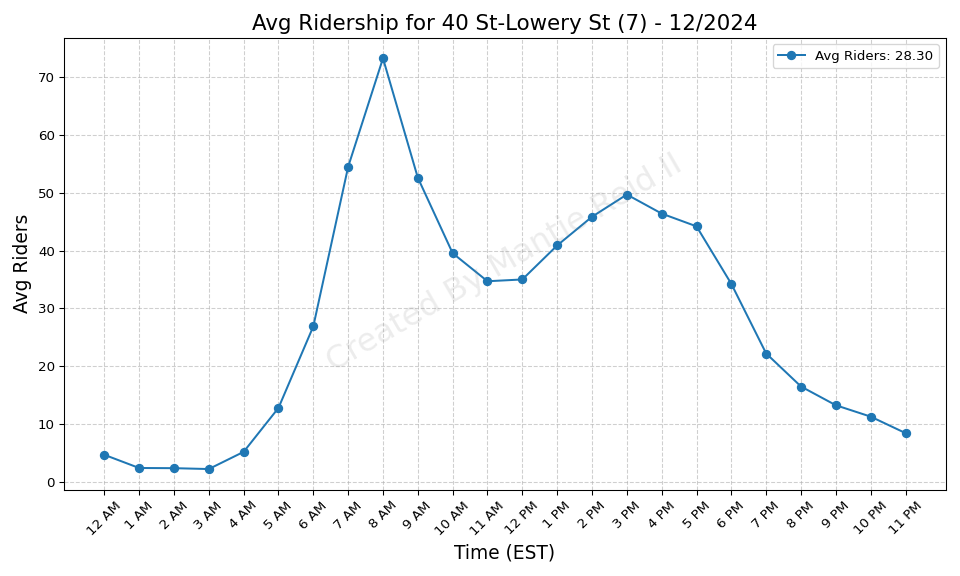 Avg Ridership for 40 St-Lowery St (7) - 12/2024
Avg Riders: 28.30
Avg Riders
70
60
50
40
30
20
10
0
Created By Mantie Reid II
12 AM
1 AM
2 AM
3 AM
4 AM
5 AM
6 AM
7 AM
8 AM
9 AM
10 AM
11 AM
12 PM
1 PM
2 PM
3 PM
4 PM
5 PM
6 PM
7 PM
8 PM
9 PM
10 PM
11 PM
Time (EST)